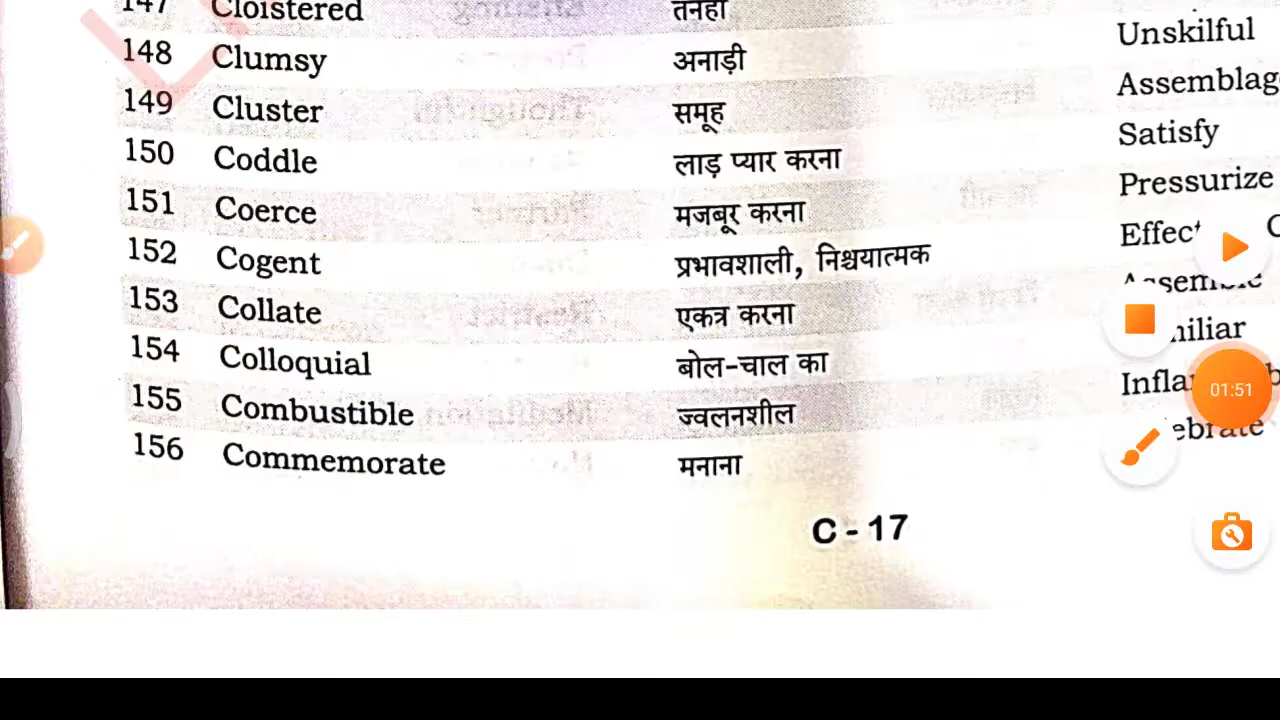 147 Cloistered तनहा
148 Clumsy अनाड़ी Unskilful
149 Cluster समूह
150 Coddle लाड़ प्यार करना Satisfy
151 Coerce मजबूर करना Pressurize
152 Cogent प्रभावशाली, निश्चयात्मक
153 Collate एकत्र करना
154 Colloquial बोल-चाल का
155 Combustible ज्वलनशील
156 Commemorate मनाना
C - 17
01:51